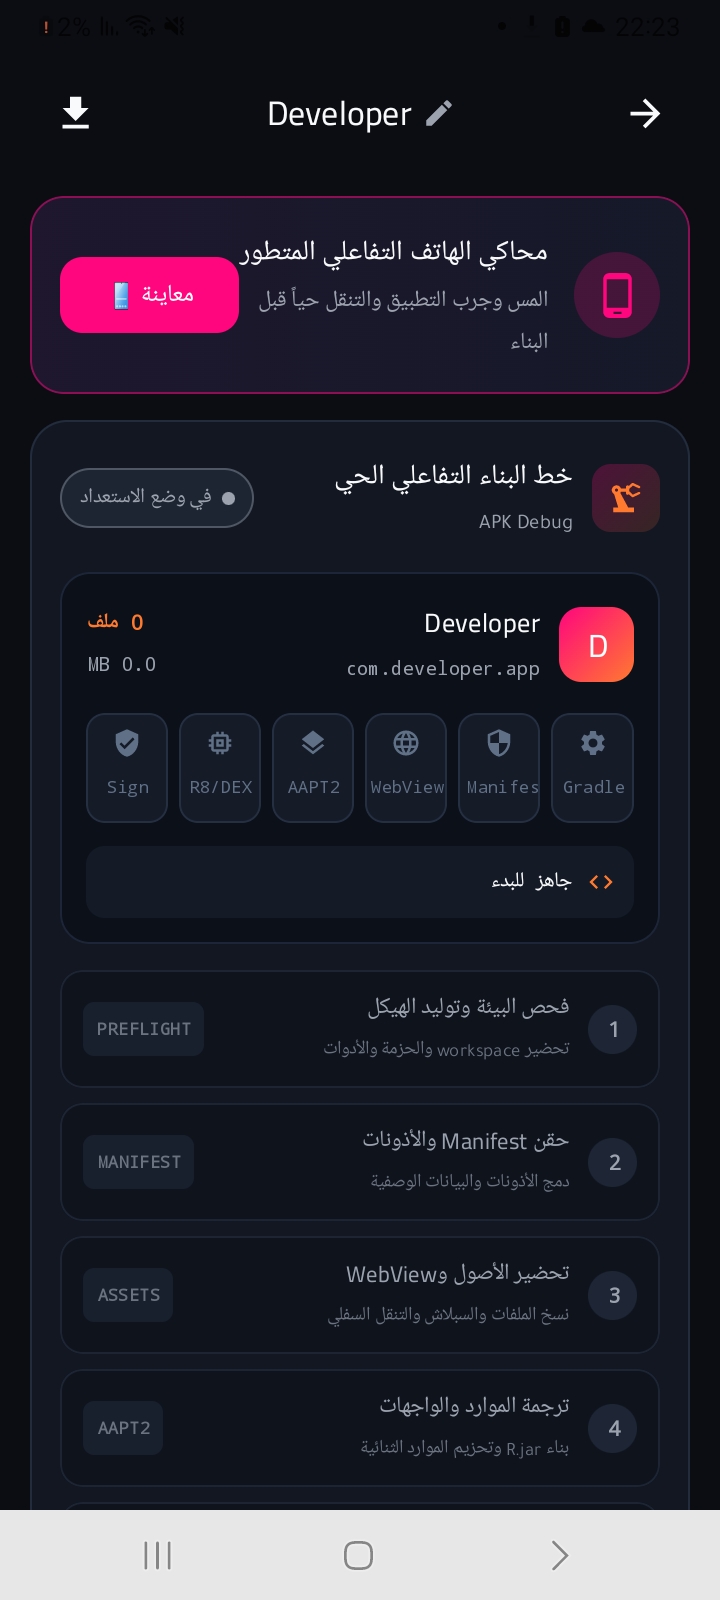 2% 22:23
Developer
محاكي الهاتف التفاعلي المتطور
المس وجرب التطبيق والتنقل حياً قبل
البناء
معاينة
خط البناء التفاعلي الحي
APK Debug
في وضع الاستعداد
D
Developer
com.developer.app
0 ملف
0.0 MB
Gradle
Manifes
WebView
AAPT2
R8/DEX
Sign
جاهز للبدء
1
فحص البيئة وتوليد الهيكل
تحضير workspace والحزمة والأدوات
PREFLIGHT
2
حقن Manifest والأذونات
دمج الأذونات والبيانات الوصفية
MANIFEST
3
تحضير الأصول وWebView
نسخ الملفات والسبلاش والتنقل السفلي
ASSETS
4
ترجمة الموارد والواجهات
بناء R.jar وتحزيم الموارد الثنائية
AAPT2